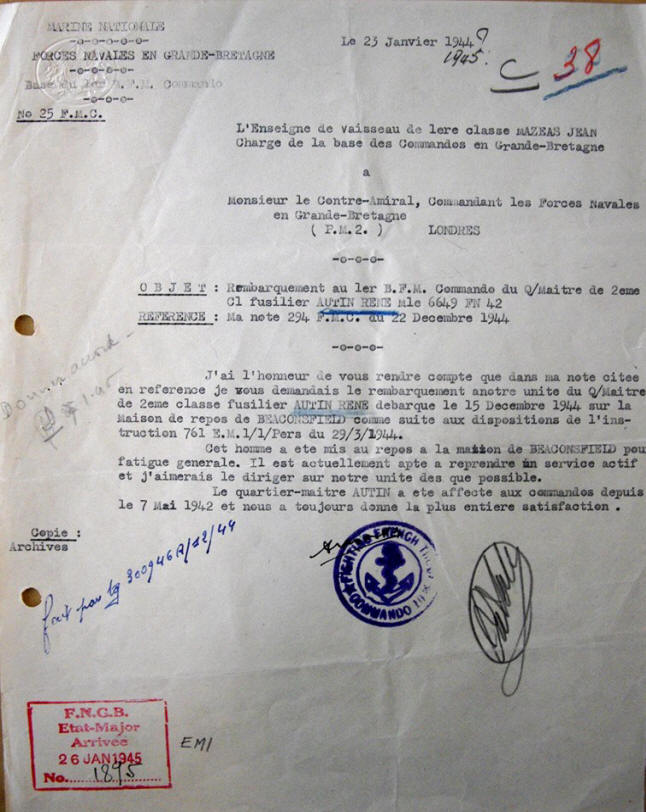 MARINE NATIONALE
-o-o-o-o-
FORCES NAVALES EN GRANDE-BRETAGNE
-o-o-o-
Base du 1er B.F.M. Commando
-o-o-o-
No 25 F.M.C.
Le 23 Janvier 1944
1945.
C 38
L'Enseigne de Vaisseau de 1ere classe MAZEAS JEAN
Charge de la base des Commandos en Grande-Bretagne
a
Monsieur le Contre-Amiral, Commandant les Forces Navales
en Grande-Bretagne
( P.M.2. ) LONDRES
-o-o-o-
O B J E T : Rembarquement au 1er B.F.M. Commando du Q/Maitre de 2eme
Cl fusilier AUTIN RENE mle 6649 FN 42
REFERENCE : Ma note 294 F.M.C. du 22 Decembre 1944
-o-o-o-
J'ai l'honneur de vous rendre compte que dans ma note citee
en reference je vous demandais le rembarquement anotre unite du Q/Maitre
de 2eme classe fusilier AUTIN RENE debarque le 15 Decembre 1944 sur la
Maison de repos de BEACONSFIELD comme suite aux dispositions de l'ins-
truction 761 E.M.1/1/Pers du 29/3/1944.
Cet homme a ete mis au repos a la maison de BEACONSFIELD pou
fatigue generale. Il est actuellement apte a reprendre un service actif
et j'aimerais le diriger sur notre unite des que possible.
Le quartier-maitre AUTIN a ete affecte aux commandos depuis
le 7 Mai 1942 et nous a toujours donne la plus entiere satisfaction .
Copie :
Archives
FIGHTING FRENCH
COMMANDO
F.N.G.B.
Etat-Major
Arrivee
26 JAN 1945
No. 1895
EM1